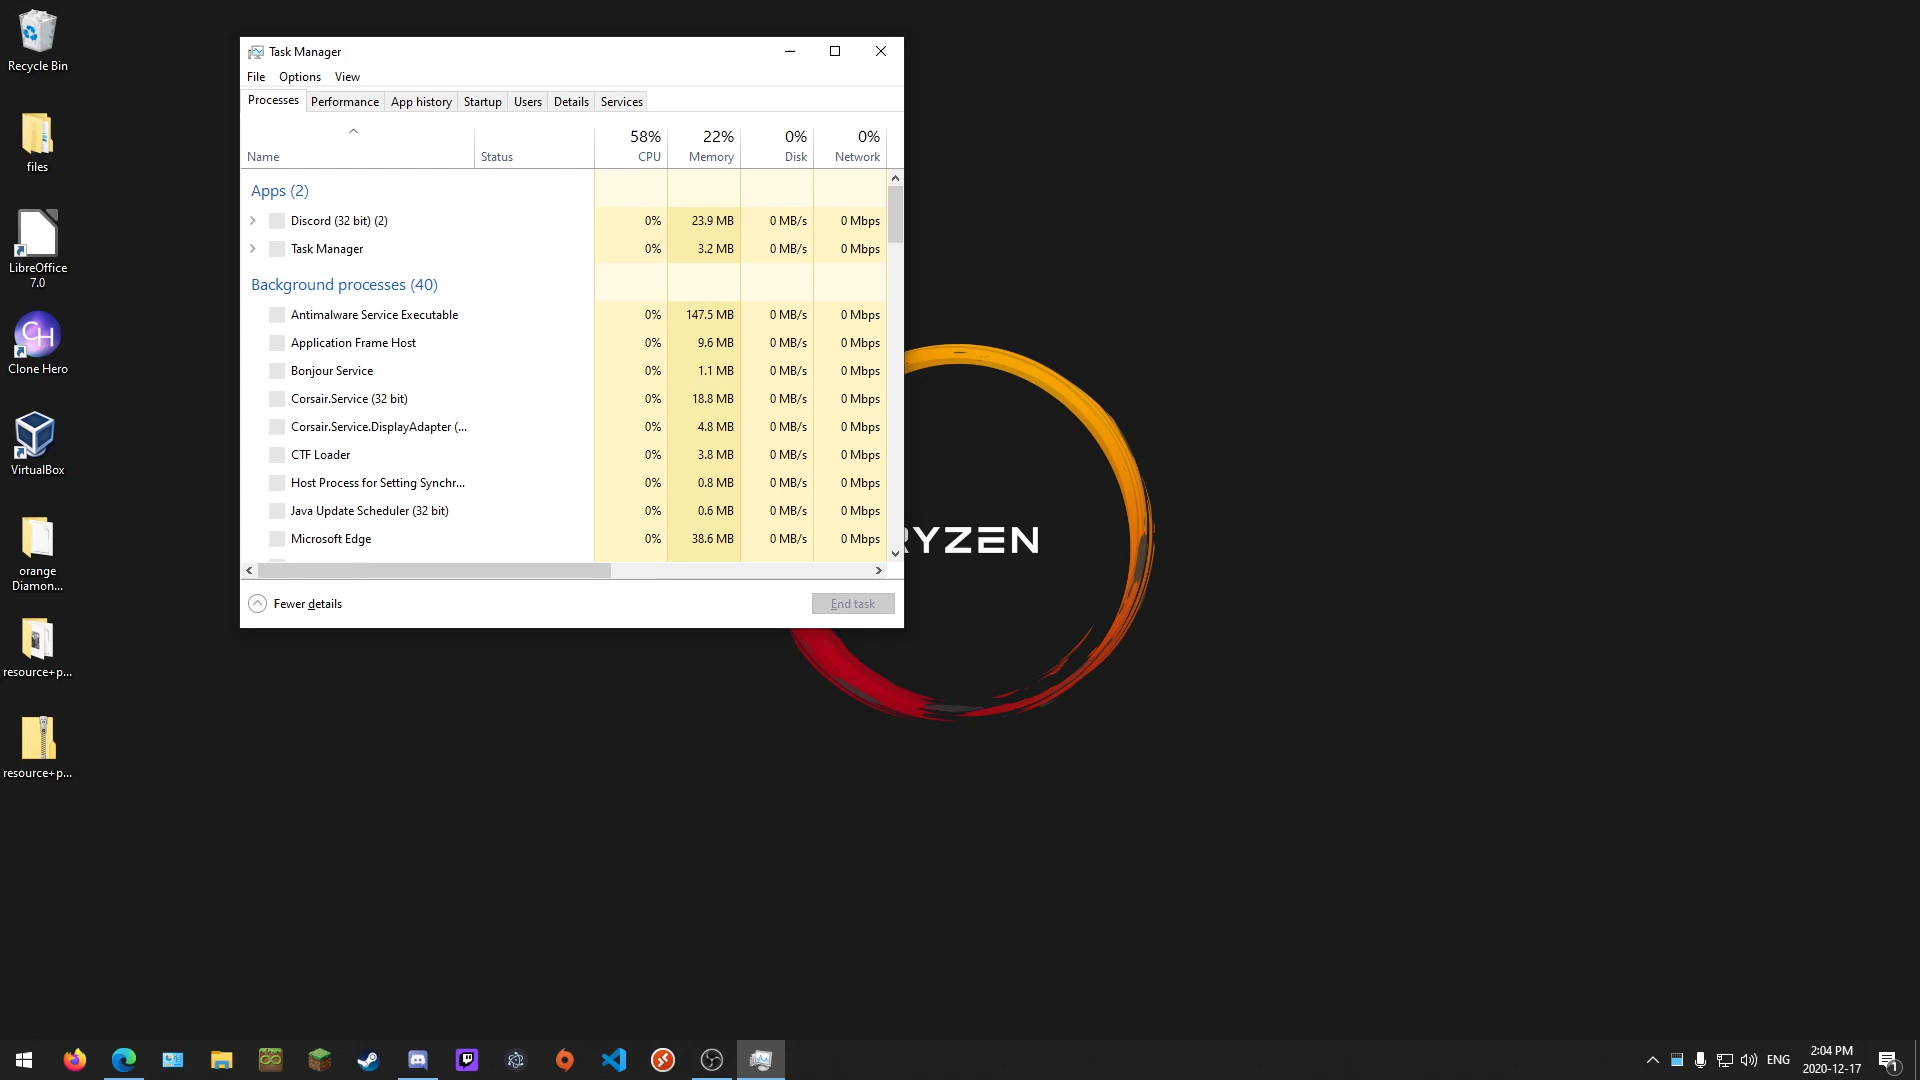 Recycle Bin
files
LibreOffice
7.0
Clone Hero
VirtualBox
orange
Diamon...
resource+p...
resource+p...
Task Manager
File Options View
Processes Performance App history Startup Users Details Services
58% 22% 0% 0%
Name Status CPU Memory Disk Network
Apps (2)
Discord (32 bit) (2) 0% 23.9 MB 0 MB/s 0 Mbps
Task Manager 0% 3.2 MB 0 MB/s 0 Mbps
Background processes (40)
Antimalware Service Executable 0% 147.5 MB 0 MB/s 0 Mbps
Application Frame Host 0% 9.6 MB 0 MB/s 0 Mbps
Bonjour Service 0% 1.1 MB 0 MB/s 0 Mbps
Corsair.Service (32 bit) 0% 18.8 MB 0 MB/s 0 Mbps
Corsair.Service.DisplayAdapter (... 0% 4.8 MB 0 MB/s 0 Mbps
CTF Loader 0% 3.8 MB 0 MB/s 0 Mbps
Host Process for Setting Synchr... 0% 0.8 MB 0 MB/s 0 Mbps
Java Update Scheduler (32 bit) 0% 0.6 MB 0 MB/s 0 Mbps
Microsoft Edge 0% 38.6 MB 0 MB/s 0 Mbps
Fewer details End task
RYZEN
CH
ENG
2:04 PM
2020-12-17
1